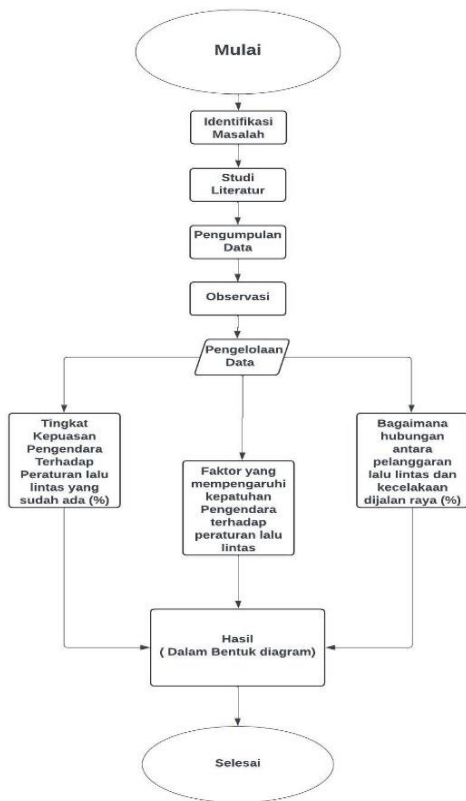 Mulai
Identifikasi
Masalah
Studi
Literatur
Pengumpulan
Data
Observasi
Pengelolaan
Data
Tingkat
Kepuasan
Pengendara
Terhadap
Peraturan lalu
lintas yang
sudah ada (%)
Faktor yang
mempengaruhi
kepatuhan
Pengendara
terhadap
peraturan lalu
lintas
Bagaimana
hubungan
antara
pelanggaran
lalu lintas dan
kecelakaan
dijalan raya (%)
Hasil
( Dalam Bentuk diagram)
Selesai